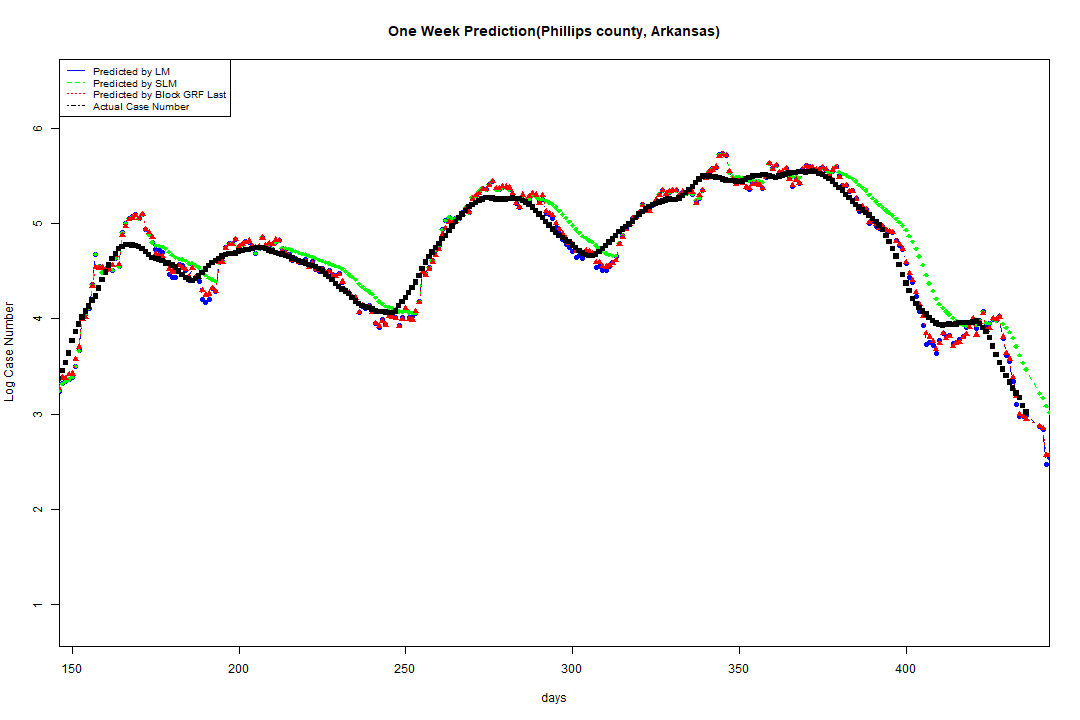 One Week Prediction(Phillips county, Arkansas)
Predicted by LM
Predicted by SLM
Predicted by Block GRF Last
Actual Case Number
6
5
4
3
2
1
Log Case Number
150 200 250 300 350 400
days